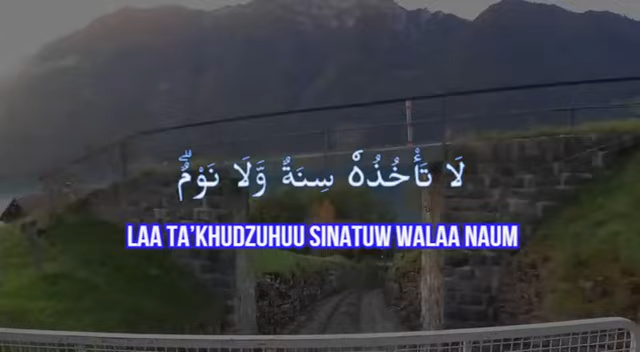 لَا تَأْخُذُهٗ سِنَةٌ وَّلَا نَوْمٌۗ
LAA TA'KHUDZUHUU SINATUW WALAA NAUM